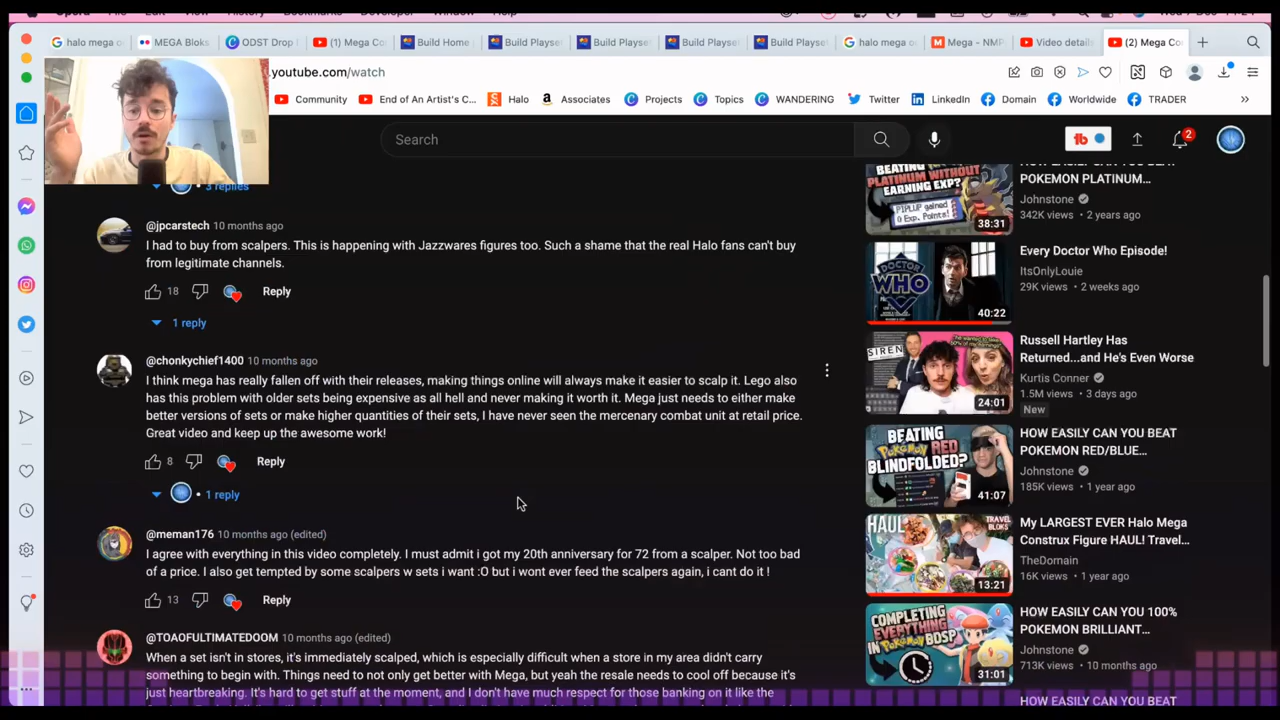 halo mega c
MEGA Bloks
ODST Drop
(1) Mega Co
Build Home
Build Playse
Build Playse
Build Playse
Build Playse
halo mega c
Mega - NMP
Video details
(2) Mega Co
.youtube.com/watch
Community
End of An Artist's C...
Halo
Associates
Projects
Topics
WANDERING
Twitter
LinkedIn
Domain
Worldwide
TRADER
Search
2
3 replies
@jpcarstech 10 months ago
I had to buy from scalpers. This is happening with Jazzwares figures too. Such a shame that the real Halo fans can't buy
from legitimate channels.
18
Reply
1 reply
@chonkychief1400 10 months ago
I think mega has really fallen off with their releases, making things online will always make it easier to scalp it. Lego also
has this problem with older sets being expensive as all hell and never making it worth it. Mega just needs to either make
better versions of sets or make higher quantities of their sets, I have never seen the mercenary combat unit at retail price.
Great video and keep up the awesome work!
8
Reply
1 reply
@meman176 10 months ago (edited)
I agree with everything in this video completely. I must admit i got my 20th anniversary for 72 from a scalper. Not too bad
of a price. I also get tempted by some scalpers w sets i want :O but i wont ever feed the scalpers again, i cant do it !
13
Reply
@TOAOFULTIMATEDOOM 10 months ago (edited)
When a set isn't in stores, it's immediately scalped, which is especially difficult when a store in my area didn't carry
something to begin with. Things need to not only get better with Mega, but yeah the resale needs to cool off because it's
just heartbreaking. It's hard to get stuff at the moment, and I don't have much respect for those banking on it like the
BEATING
PLATINUM WITHOUT
EARNING EXP?
PIPLUP gained
0 Exp. Points!
38:31
HOW EASILY CAN YOU BEAT
POKEMON PLATINUM...
Johnstone
342K views • 2 years ago
DOCTOR
WHO
40:22
Every Doctor Who Episode!
ItsOnlyLouie
29K views • 2 weeks ago
SIREN
24:01
Russell Hartley Has
Returned...and He's Even Worse
Kurtis Conner
1.5M views • 3 days ago
New
BEATING
POKEMON RED
BLINDFOLDED?
41:07
HOW EASILY CAN YOU BEAT
POKEMON RED/BLUE...
Johnstone
185K views • 1 year ago
HAUL
TRAVEL
BLOKS
13:21
My LARGEST EVER Halo Mega
Construx Figure HAUL! Travel...
TheDomain
16K views • 1 year ago
COMPLETING
EVERYTHING
IN POKEMON
BDSP
31:01
HOW EASILY CAN YOU 100%
POKEMON BRILLIANT...
Johnstone
713K views • 10 months ago
HOW EASILY CAN YOU BEAT